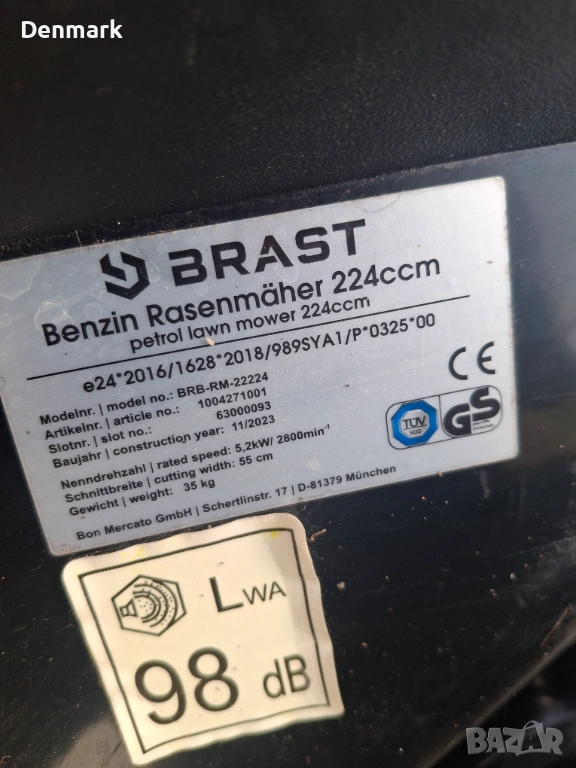 Denmark
BRAST
Benzin Rasenmäher 224ccm
petrol lawn mower 224ccm
e24*2016/1628*2018/989SYA1/P*0325*00
Modelnr. | model no.: BRB-RM-22224
Artikelnr. | article no.: 1004271001
Slotnr. | slot no.: 63000093
Baujahr | construction year: 11/2023
Nenndrehzahl | rated speed: 5,2kW/ 2800min⁻¹
Schnittbreite | cutting width: 55 cm
Gewicht | weight: 35 kg
Bon Mercato GmbH | Schertlinstr. 17 | D-81379 München
CE
TÜV
SÜD
GS
LWA
98 dB
BAZAR